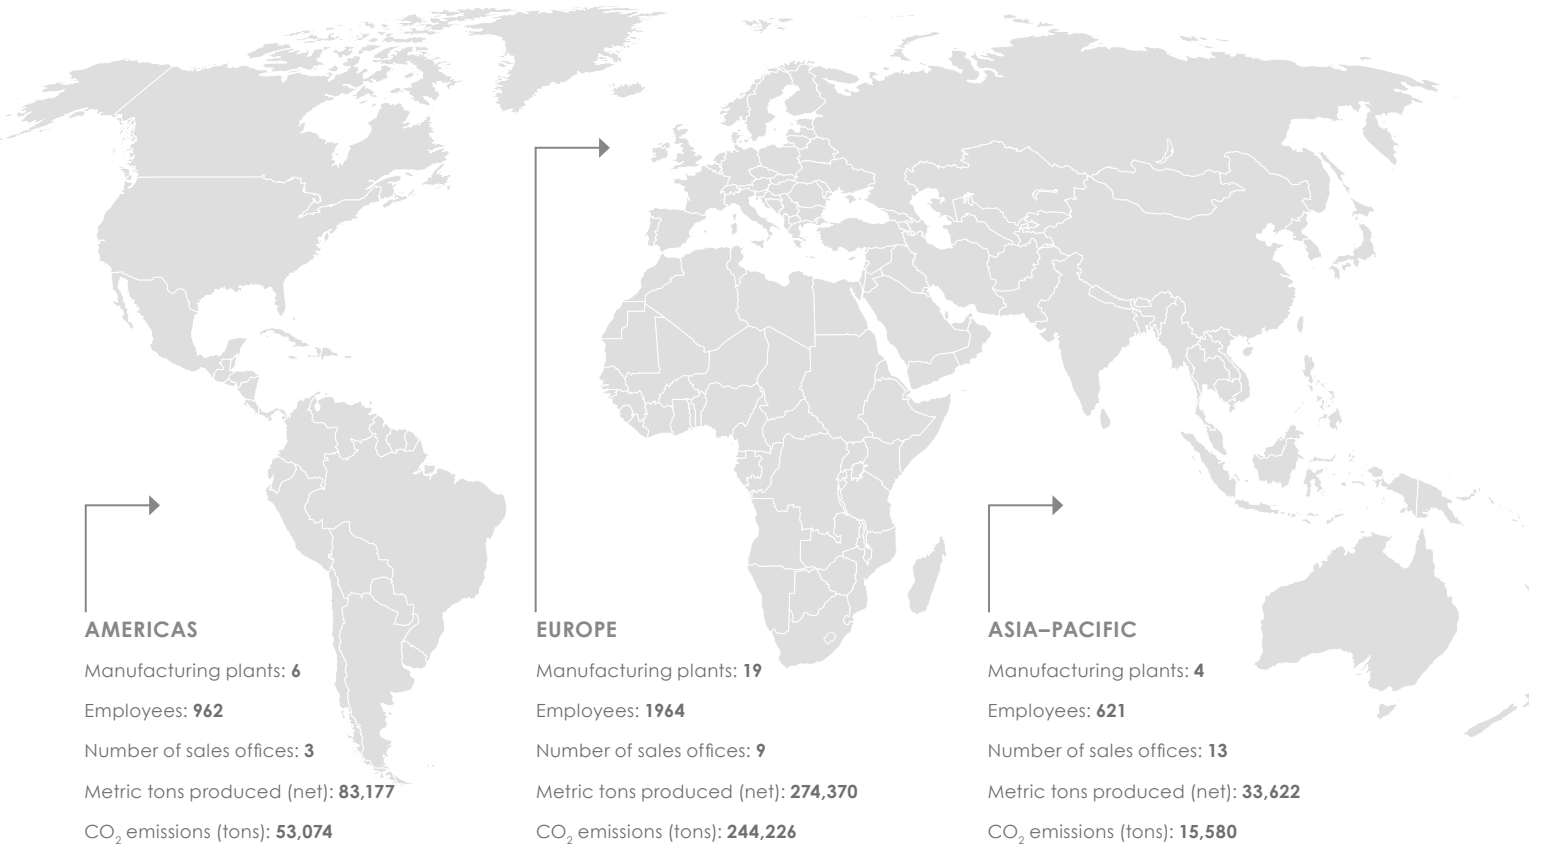 AMERICAS
Manufacturing plants: 6
Employees: 962
Number of sales offices: 3
Metric tons produced (net): 83,177
CO₂ emissions (tons): 53,074
EUROPE
Manufacturing plants: 19
Employees: 1964
Number of sales offices: 9
Metric tons produced (net): 274,370
CO₂ emissions (tons): 244,226
ASIA–PACIFIC
Manufacturing plants: 4
Employees: 621
Number of sales offices: 13
Metric tons produced (net): 33,622
CO₂ emissions (tons): 15,580